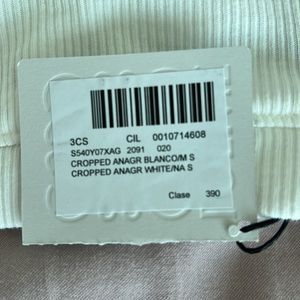 3CS CIL 0010714608
S540Y07XAG 2091 020
CROPPED ANAGR BLANCO/M S
CROPPED ANAGR WHITE/NA S
Clase 390